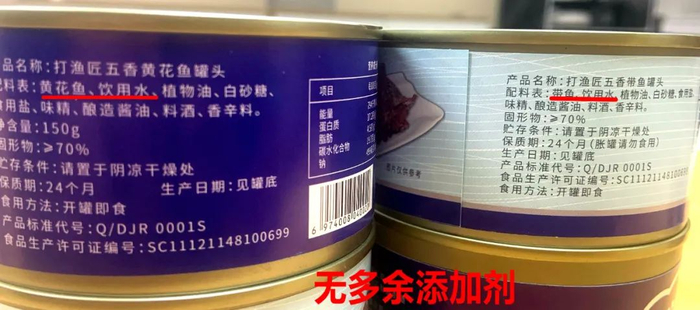 产品名称:打渔匠五香黄花鱼罐头
配料表:黄花鱼、饮用水、植物油、白砂糖、
食用盐、味精、酿造酱油、料酒、香辛料。
净含量:150g
固形物:≥70%
贮存条件:请置于阴凉干燥处
保质期:24个月 生产日期:见罐底
食用方法:开罐即食
产品标准代号:Q/DJR 0001S
食品生产许可证编号:SC11121148100699
项目
能量
蛋白质
脂肪
碳水化合物
钠
图片仅供参考
产品名称:打渔匠五香带鱼罐头
配料表:带鱼、饮用水、植物油、白砂糖、食用盐、
味精、酿造酱油、料酒、香辛料。
固形物:≥70%
贮存条件:请置于阴凉干燥处
保质期:24个月(胀罐请勿食用)
生产日期:见罐底
产品标准代号:Q/DJR 0001S
食品生产许可证编号:SC111211481006
食用方法:开罐即食
无多余添加剂